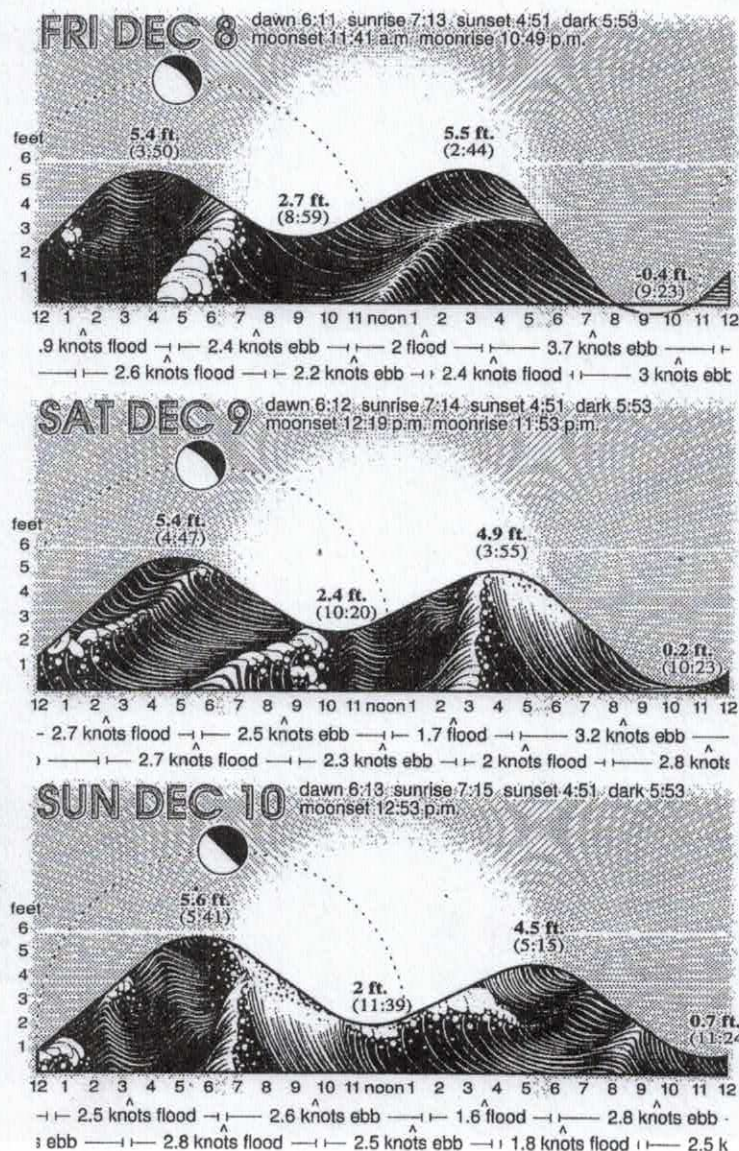 FRI DEC 8 dawn 6:11 sunrise 7:13 sunset 4:51 dark 5:53
moonset 11:41 a.m moonrise 10:49 p.m.
feet
5.4 ft.
(3:50)
5.5 ft.
(2:44)
6
5
4
3
2
1
2.7 ft.
(8:59)
-0.4 ft.
(9:23)
12 1 2 3 4 5 6 7 8 9 10 11 noon 1 2 3 4 5 6 7 8 9 10 11 12
.9 knots flood 2.4 knots ebb 2 flood 3.7 knots ebb
2.6 knots flood 2.2 knots ebb 2.4 knots flood 3 knots ebb
SAT DEC 9 dawn 6:12 sunrise 7:14 sunset 4:51 dark 5:53
moonset 12:19 p.m. moonrise 11:53 p.m.
feet
5.4 ft.
(4:47)
4.9 ft.
(3:55)
6
5
4
3
2
1
2.4 ft.
(10:20)
0.2 ft.
(10:23)
12 1 2 3 4 5 6 7 8 9 10 11 noon 1 2 3 4 5 6 7 8 9 10 11 12
2.7 knots flood 2.5 knots ebb 1.7 flood 3.2 knots ebb
2.7 knots flood 2.3 knots ebb 2 knots flood 2.8 knots
SUN DEC 10 dawn 6:13 sunrise 7:15 sunset 4:51 dark 5:53
moonset 12:53 p.m.
feet
5.6 ft.
(5:41)
4.5 ft.
(5:15)
6
5
4
3
2
1
2 ft.
(11:39)
0.7 ft.
(11:24
12 1 2 3 4 5 6 7 8 9 10 11 noon 1 2 3 4 5 6 7 8 9 10 11 12
2.5 knots flood 2.6 knots ebb 1.6 flood 2.8 knots ebb
s ebb 2.8 knots flood 2.5 knots ebb 1.8 knots flood 2.5 k